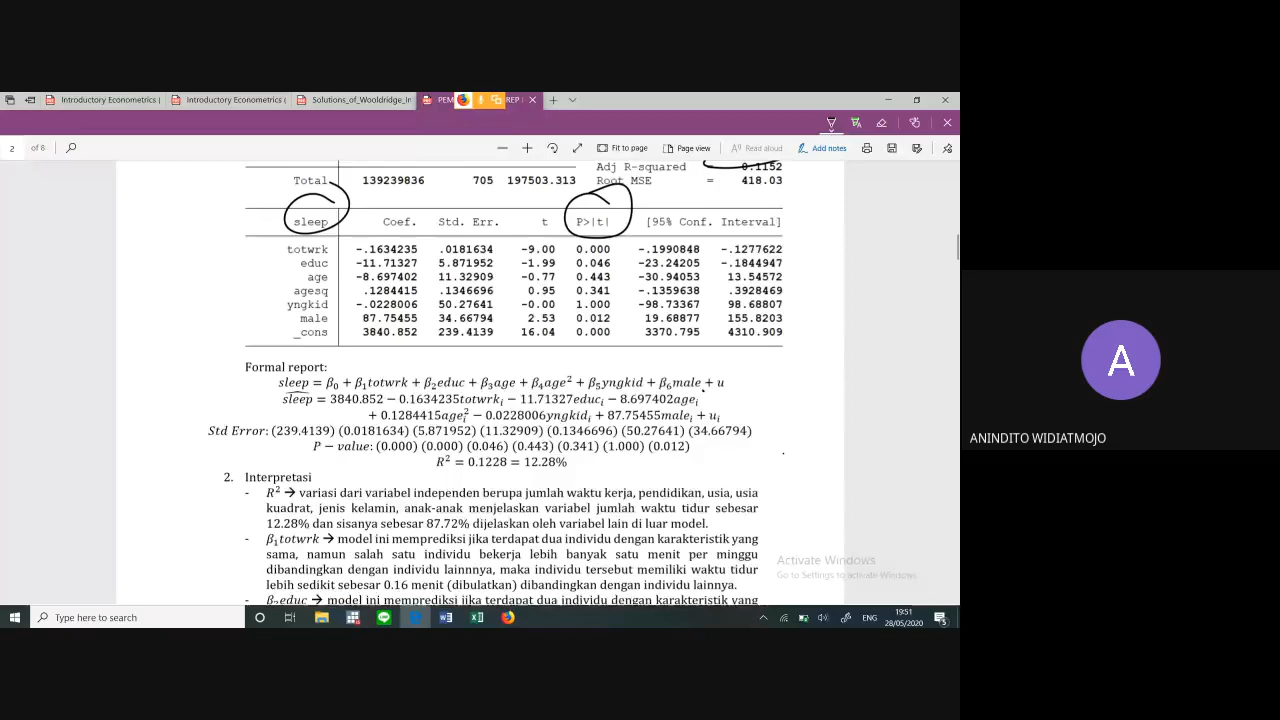 Introductory Econometrics (
Introductory Econometrics (
Solutions_of_Wooldridge_In
PEM
REP
2 of 8
Fit to page
Page view
Read aloud
Add notes
Adj R-squared = 0.1152
Total 139239836 705 197503.313 Root MSE = 418.03
sleep Coef. Std. Err. t P>|t| [95% Conf. Interval]
totwrk -.1634235 .0181634 -9.00 0.000 -.1990848 -.1277622
educ -11.71327 5.871952 -1.99 0.046 -23.24205 -.1844947
age -8.697402 11.32909 -0.77 0.443 -30.94053 13.54572
agesq .1284415 .1346696 0.95 0.341 -.1359638 .3928469
yngkid -.0228006 50.27641 -0.00 1.000 -98.73367 98.68807
male 87.75455 34.66794 2.53 0.012 19.68877 155.8203
_cons 3840.852 239.4139 16.04 0.000 3370.795 4310.909
Formal report:
sleep = β₀ + β₁totwrk + β₂educ + β₃age + β₄age² + β₅yngkid + β₆male + u
sleep = 3840.852 − 0.1634235totwrkᵢ − 11.71327educᵢ − 8.697402ageᵢ
+ 0.1284415ageᵢ² − 0.0228006yngkidᵢ + 87.75455maleᵢ + uᵢ
Std Error: (239.4139) (0.0181634) (5.871952) (11.32909) (0.1346696) (50.27641) (34.66794)
P − value: (0.000) (0.000) (0.046) (0.443) (0.341) (1.000) (0.012)
R² = 0.1228 = 12.28%
2. Interpretasi
- R² → variasi dari variabel independen berupa jumlah waktu kerja, pendidikan, usia, usia
kuadrat, jenis kelamin, anak-anak menjelaskan variabel jumlah waktu tidur sebesar
12.28% dan sisanya sebesar 87.72% dijelaskan oleh variabel lain di luar model.
- β₁totwrk → model ini memprediksi jika terdapat dua individu dengan karakteristik yang
sama, namun salah satu individu bekerja lebih banyak satu menit per minggu
dibandingkan dengan individu lainnnya, maka individu tersebut memiliki waktu tidur
lebih sedikit sebesar 0.16 menit (dibulatkan) dibandingkan dengan individu lainnya.
- β₂educ → model ini memprediksi jika terdapat dua individu dengan karakteristik yang
Activate Windows
Go to Settings to activate Windows.
Type here to search
ENG
19:51
28/05/2020
5
A
ANINDITO WIDIATMOJO